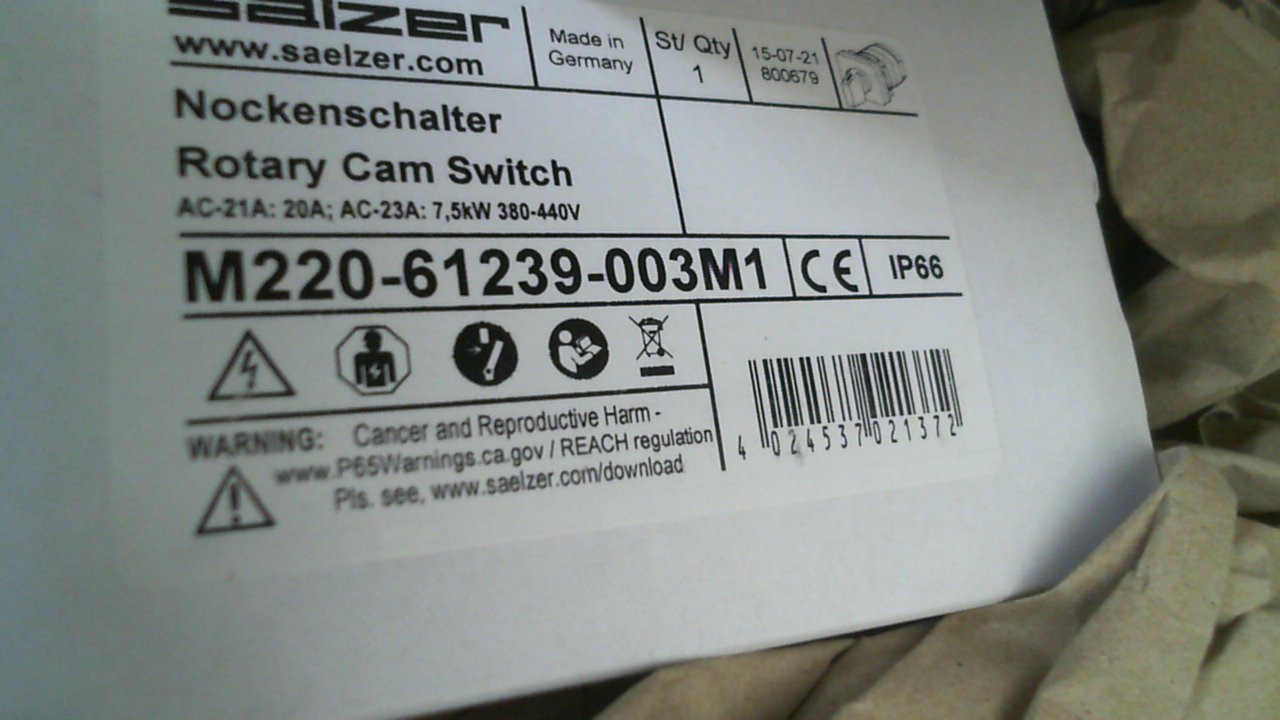 saelzer
www.saelzer.com
Made in
Germany
St/ Qty
1
15-07-21
800679
Nockenschalter
Rotary Cam Switch
AC-21A: 20A; AC-23A: 7,5kW 380-440V
M220-61239-003M1
CE
IP66
WARNING: Cancer and Reproductive Harm -
www.P65Warnings.ca.gov / REACH regulation
Pls. see, www.saelzer.com/download
4 024537 021372